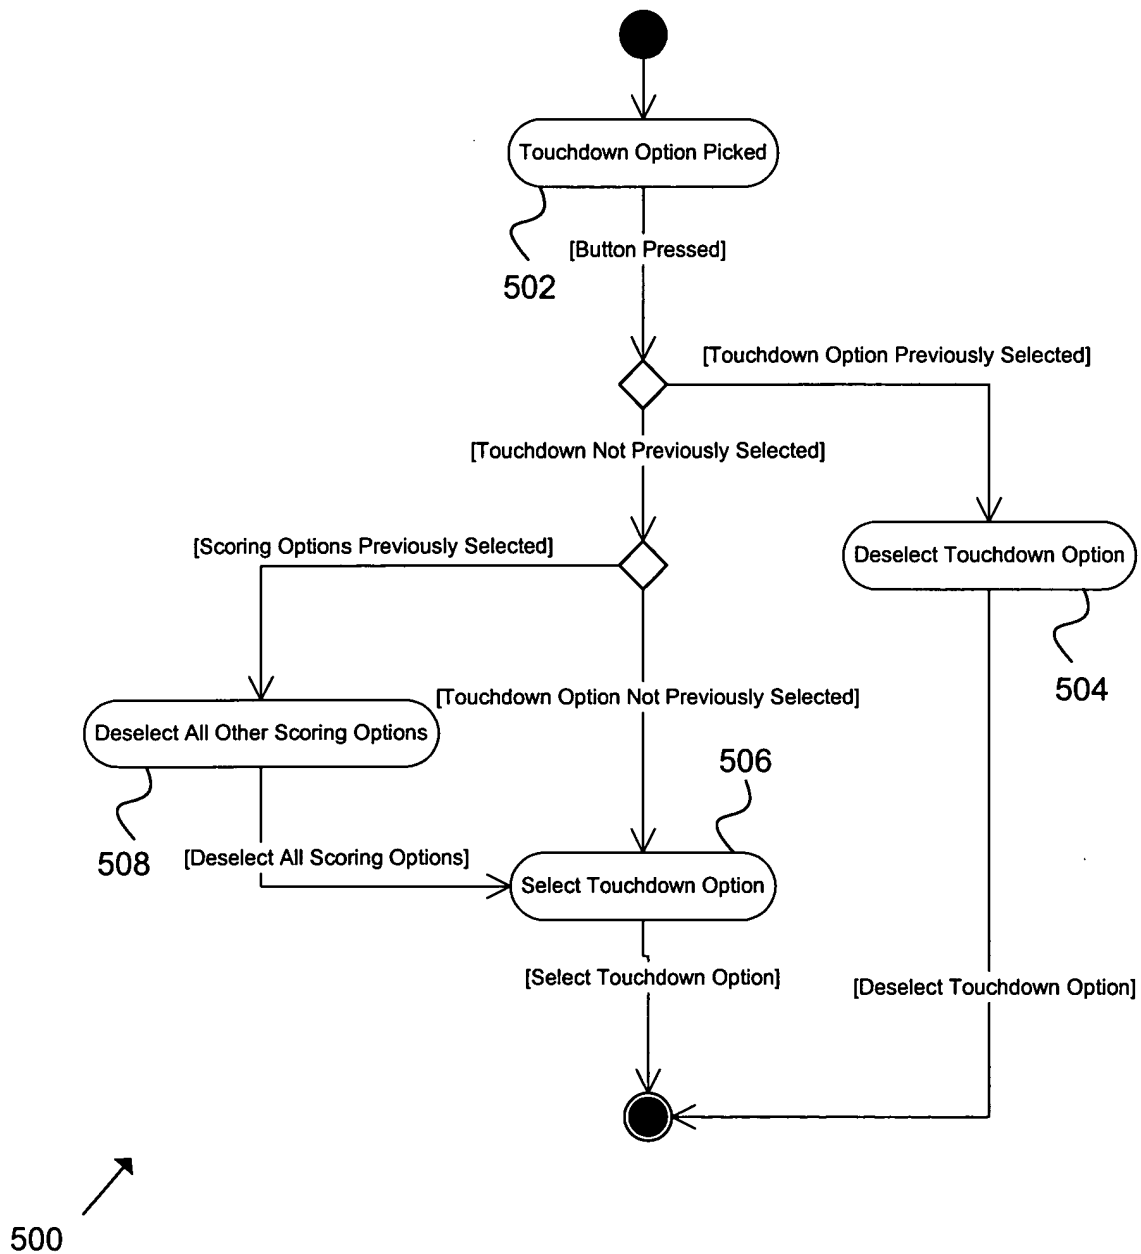 Touchdown Option Picked
[Button Pressed]
502
[Touchdown Option Previously Selected]
[Touchdown Not Previously Selected]
[Scoring Options Previously Selected]
Deselect Touchdown Option
504
[Touchdown Option Not Previously Selected]
Deselect All Other Scoring Options
506
508
[Deselect All Scoring Options]
Select Touchdown Option
[Select Touchdown Option]
[Deselect Touchdown Option]
500